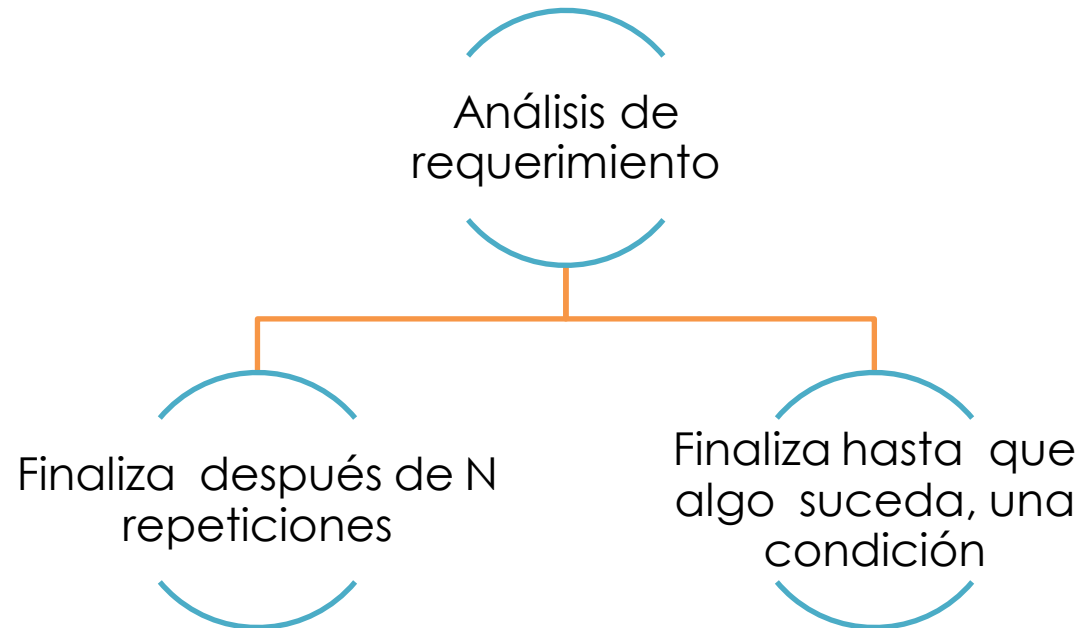 Análisis de
requerimiento
Finaliza después de N
repeticiones
Finaliza hasta que
algo suceda, una
condición